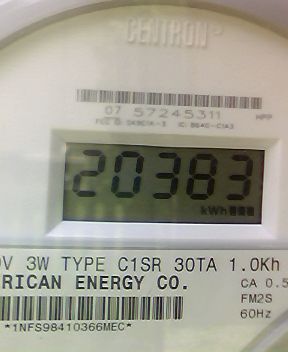 CENTRON
07 57245311
20383
kWh
V 3W TYPE C1SR 30TA 1.0Kh
RICAN ENERGY CO.
CA 0.5
FM2S
60Hz
*1NFS98410366MEC*